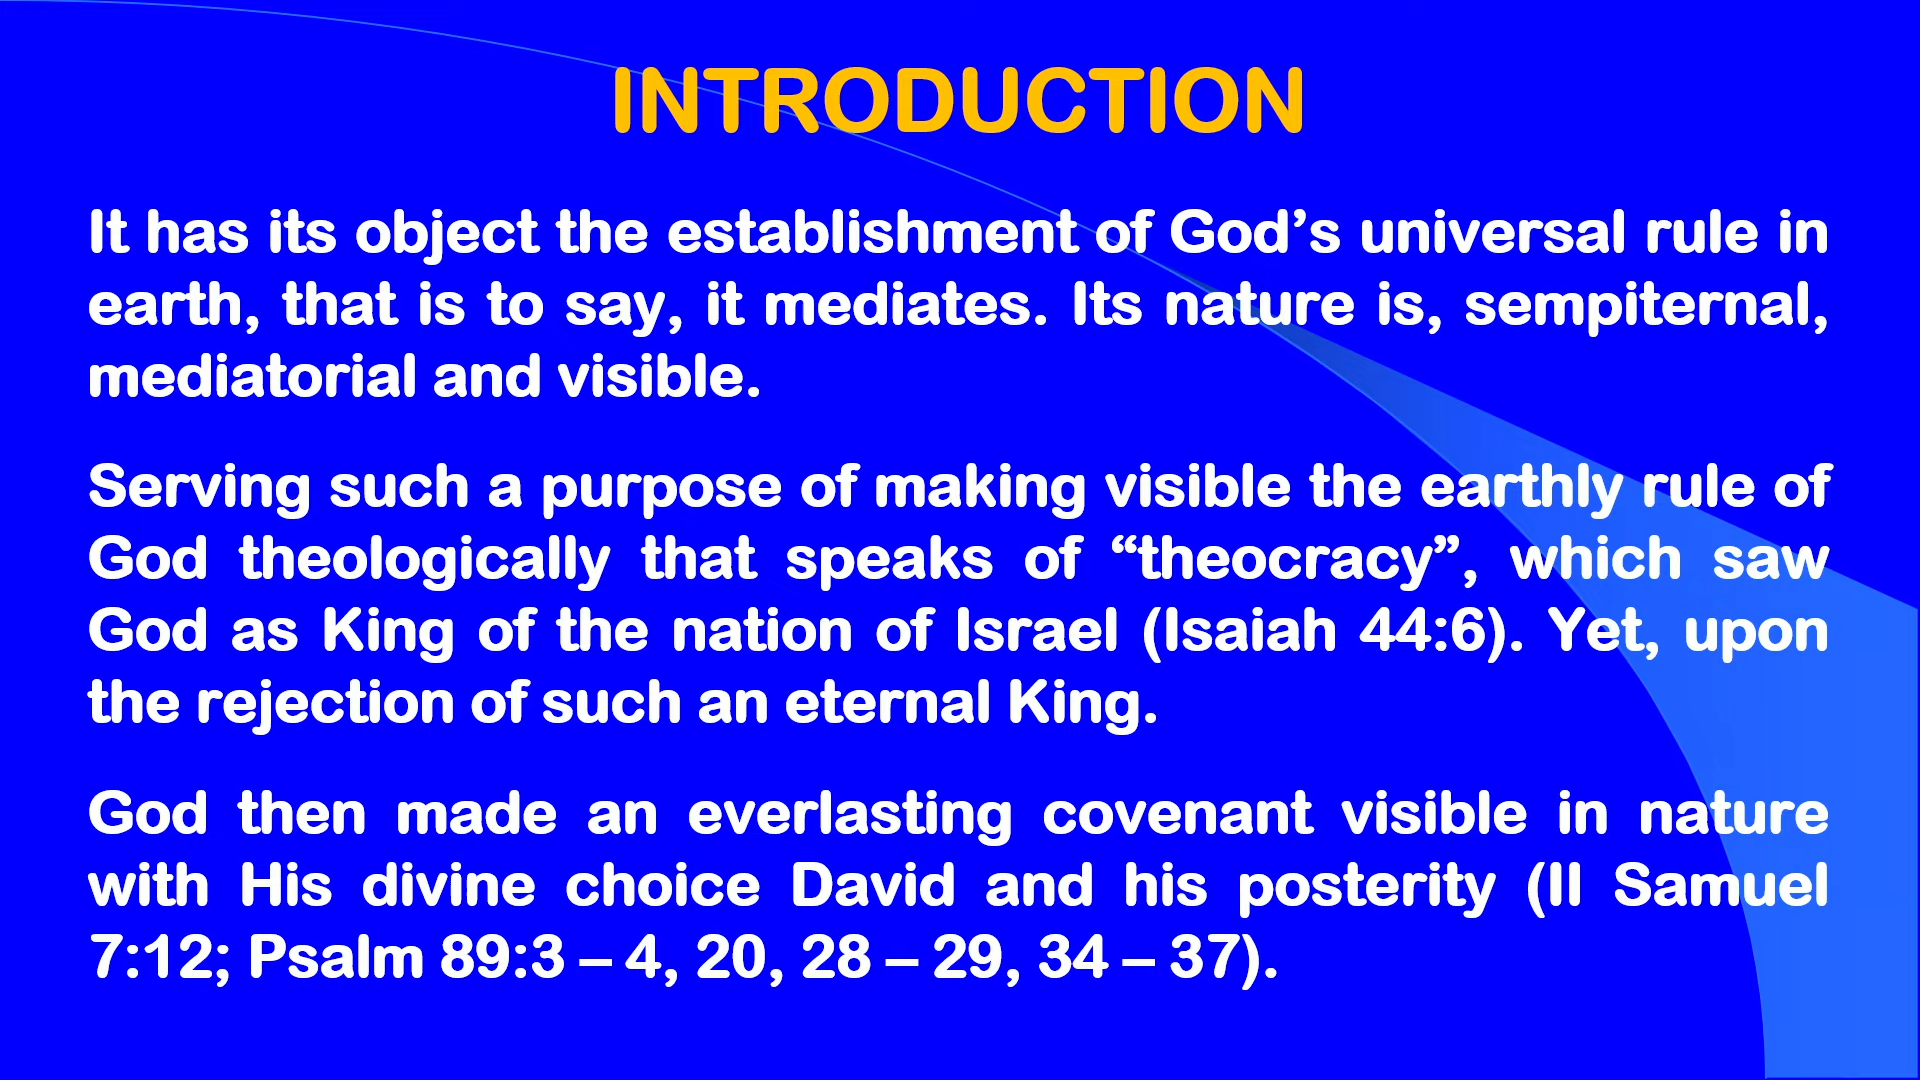 INTRODUCTION
It has its object the establishment of God’s universal rule in
earth, that is to say, it mediates. Its nature is, sempiternal,
mediatorial and visible.
Serving such a purpose of making visible the earthly rule of
God theologically that speaks of “theocracy”, which saw
God as King of the nation of Israel (Isaiah 44:6). Yet, upon
the rejection of such an eternal King.
God then made an everlasting covenant visible in nature
with His divine choice David and his posterity (II Samuel
7:12; Psalm 89:3 – 4, 20, 28 – 29, 34 – 37).